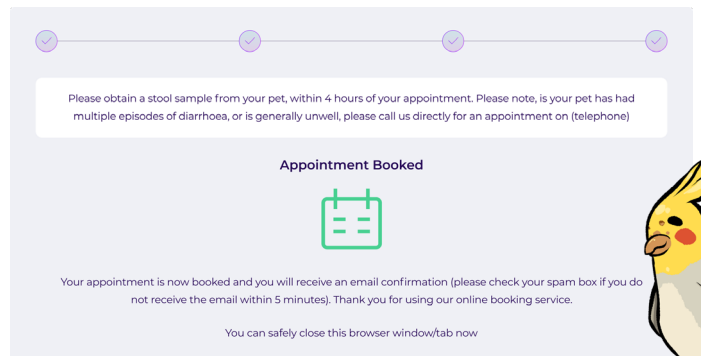 Please obtain a stool sample from your pet, within 4 hours of your appointment. Please note, is your pet has had
multiple episodes of diarrhoea, or is generally unwell, please call us directly for an appointment on (telephone)
Appointment Booked
Your appointment is now booked and you will receive an email confirmation (please check your spam box if you do
not receive the email within 5 minutes). Thank you for using our online booking service.
You can safely close this browser window/tab now